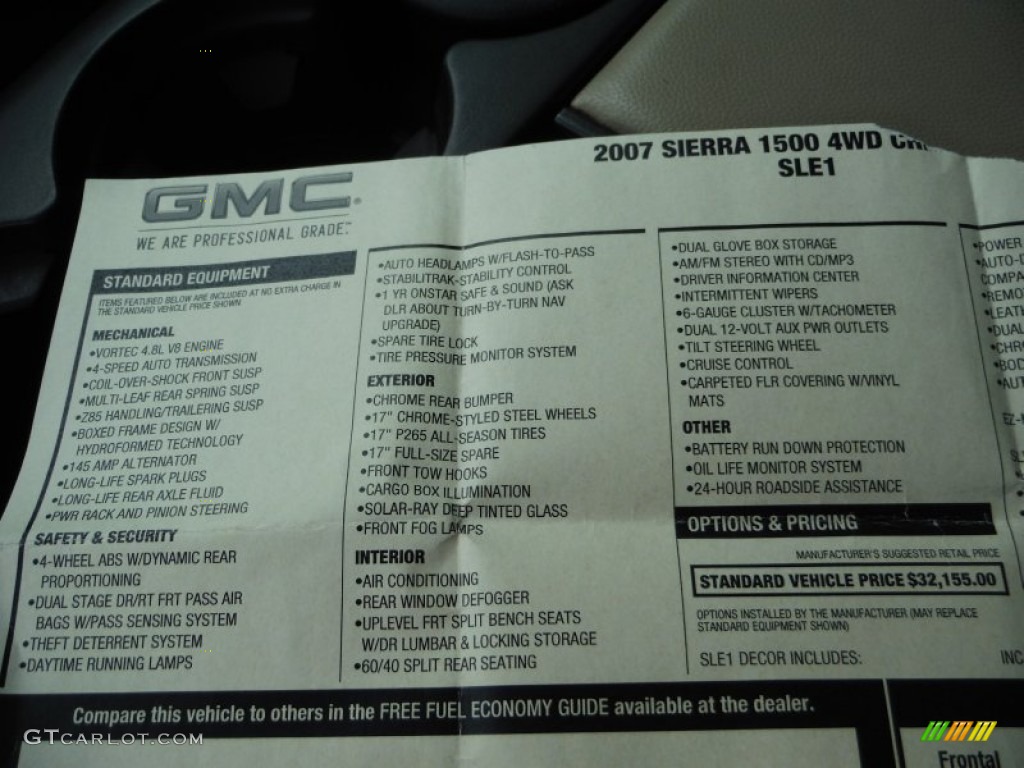 2007 SIERRA 1500 4WD
SLE1
GMC
WE ARE PROFESSIONAL GRADE™
STANDARD EQUIPMENT
ITEMS FEATURED BELOW ARE INCLUDED AT NO EXTRA CHARGE IN
THE STANDARD VEHICLE PRICE SHOWN.
MECHANICAL
•VORTEC 4.8L V8 ENGINE
•4-SPEED AUTO TRANSMISSION
•COIL-OVER-SHOCK FRONT SUSP
•MULTI-LEAF REAR SPRING SUSP
•Z85 HANDLING/TRAILERING SUSP
•BOXED FRAME DESIGN W/
HYDROFORMED TECHNOLOGY
•145 AMP ALTERNATOR
•LONG-LIFE SPARK PLUGS
•LONG-LIFE REAR AXLE FLUID
•PWR RACK AND PINION STEERING
SAFETY & SECURITY
•4-WHEEL ABS W/DYNAMIC REAR
PROPORTIONING
•DUAL STAGE DR/RT FRT PASS AIR
BAGS W/PASS SENSING SYSTEM
•THEFT DETERRENT SYSTEM
•DAYTIME RUNNING LAMPS
•AUTO HEADLAMPS W/FLASH-TO-PASS
•STABILITRAK-STABILITY CONTROL
•1 YR ONSTAR SAFE & SOUND (ASK
DLR ABOUT TURN-BY-TURN NAV
UPGRADE)
•SPARE TIRE LOCK
•TIRE PRESSURE MONITOR SYSTEM
EXTERIOR
•CHROME REAR BUMPER
•17" CHROME-STYLED STEEL WHEELS
•17" P265 ALL-SEASON TIRES
•17" FULL-SIZE SPARE
•FRONT TOW HOOKS
•CARGO BOX ILLUMINATION
•SOLAR-RAY DEEP TINTED GLASS
•FRONT FOG LAMPS
INTERIOR
•AIR CONDITIONING
•REAR WINDOW DEFOGGER
•UPLEVEL FRT SPLIT BENCH SEATS
W/DR LUMBAR & LOCKING STORAGE
•60/40 SPLIT REAR SEATING
•DUAL GLOVE BOX STORAGE
•AM/FM STEREO WITH CD/MP3
•DRIVER INFORMATION CENTER
•INTERMITTENT WIPERS
•6-GAUGE CLUSTER W/TACHOMETER
•DUAL 12-VOLT AUX PWR OUTLETS
•TILT STEERING WHEEL
•CRUISE CONTROL
•CARPETED FLR COVERING W/VINYL
MATS
OTHER
•BATTERY RUN DOWN PROTECTION
•OIL LIFE MONITOR SYSTEM
•24-HOUR ROADSIDE ASSISTANCE
OPTIONS & PRICING
MANUFACTURER'S SUGGESTED RETAIL PRICE
STANDARD VEHICLE PRICE $32,155.00
OPTIONS INSTALLED BY THE MANUFACTURER (MAY REPLACE
STANDARD EQUIPMENT SHOWN)
SLE1 DECOR INCLUDES:
•POWER
•DUAL
Compare this vehicle to others in the FREE FUEL ECONOMY GUIDE available at the dealer.
Frontal
GTCARLOT.COM